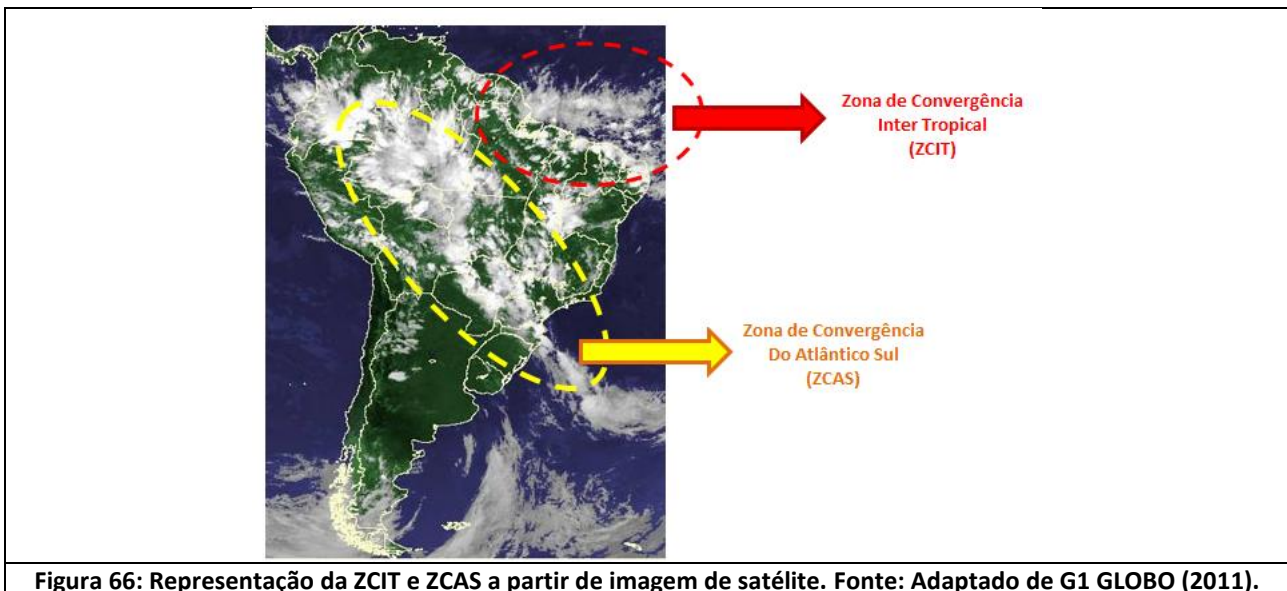 Zona de Convergência
Inter Tropical
(ZCIT)
Zona de Convergência
Do Atlântico Sul
(ZCAS)
Figura 66: Representação da ZCIT e ZCAS a partir de imagem de satélite. Fonte: Adaptado de G1 GLOBO (2011).